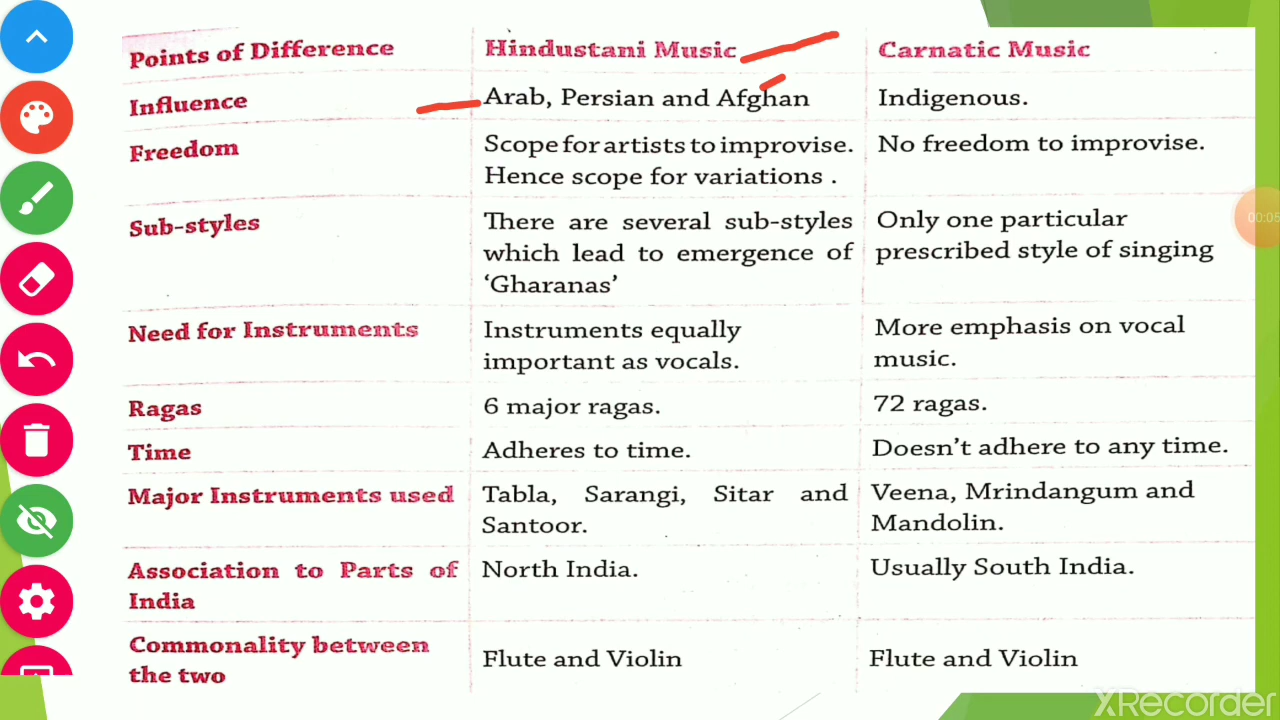 Points of Difference Hindustani Music Carnatic Music
Influence Arab, Persian and Afghan Indigenous.
Freedom Scope for artists to improvise. No freedom to improvise.
Hence scope for variations .
Sub-styles There are several sub-styles Only one particular
which lead to emergence of prescribed style of singing
‘Gharanas’
Need for Instruments Instruments equally More emphasis on vocal
important as vocals. music.
Ragas 6 major ragas. 72 ragas.
Time Adheres to time. Doesn’t adhere to any time.
Major Instruments used Tabla, Sarangi, Sitar and Veena, Mrindangum and
Santoor. Mandolin.
Association to Parts of North India. Usually South India.
India
Commonality between Flute and Violin Flute and Violin
the two
00:05
XRecorder